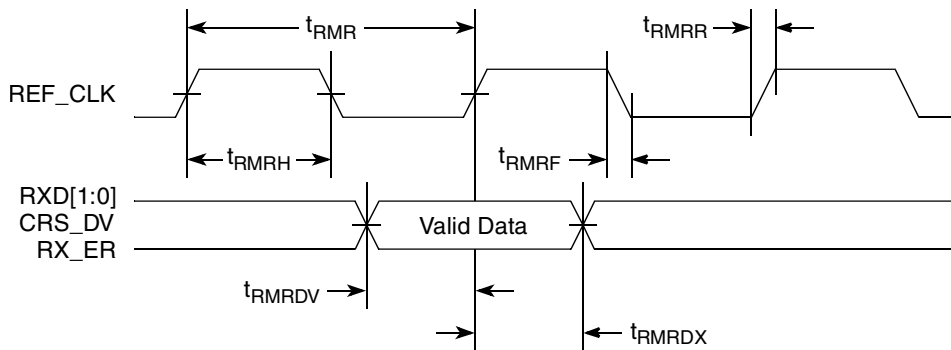 tRMR
tRMRR
REF_CLK
tRMRH
tRMRF
RXD[1:0]
CRS_DV
RX_ER
Valid Data
tRMRDV
tRMRDX